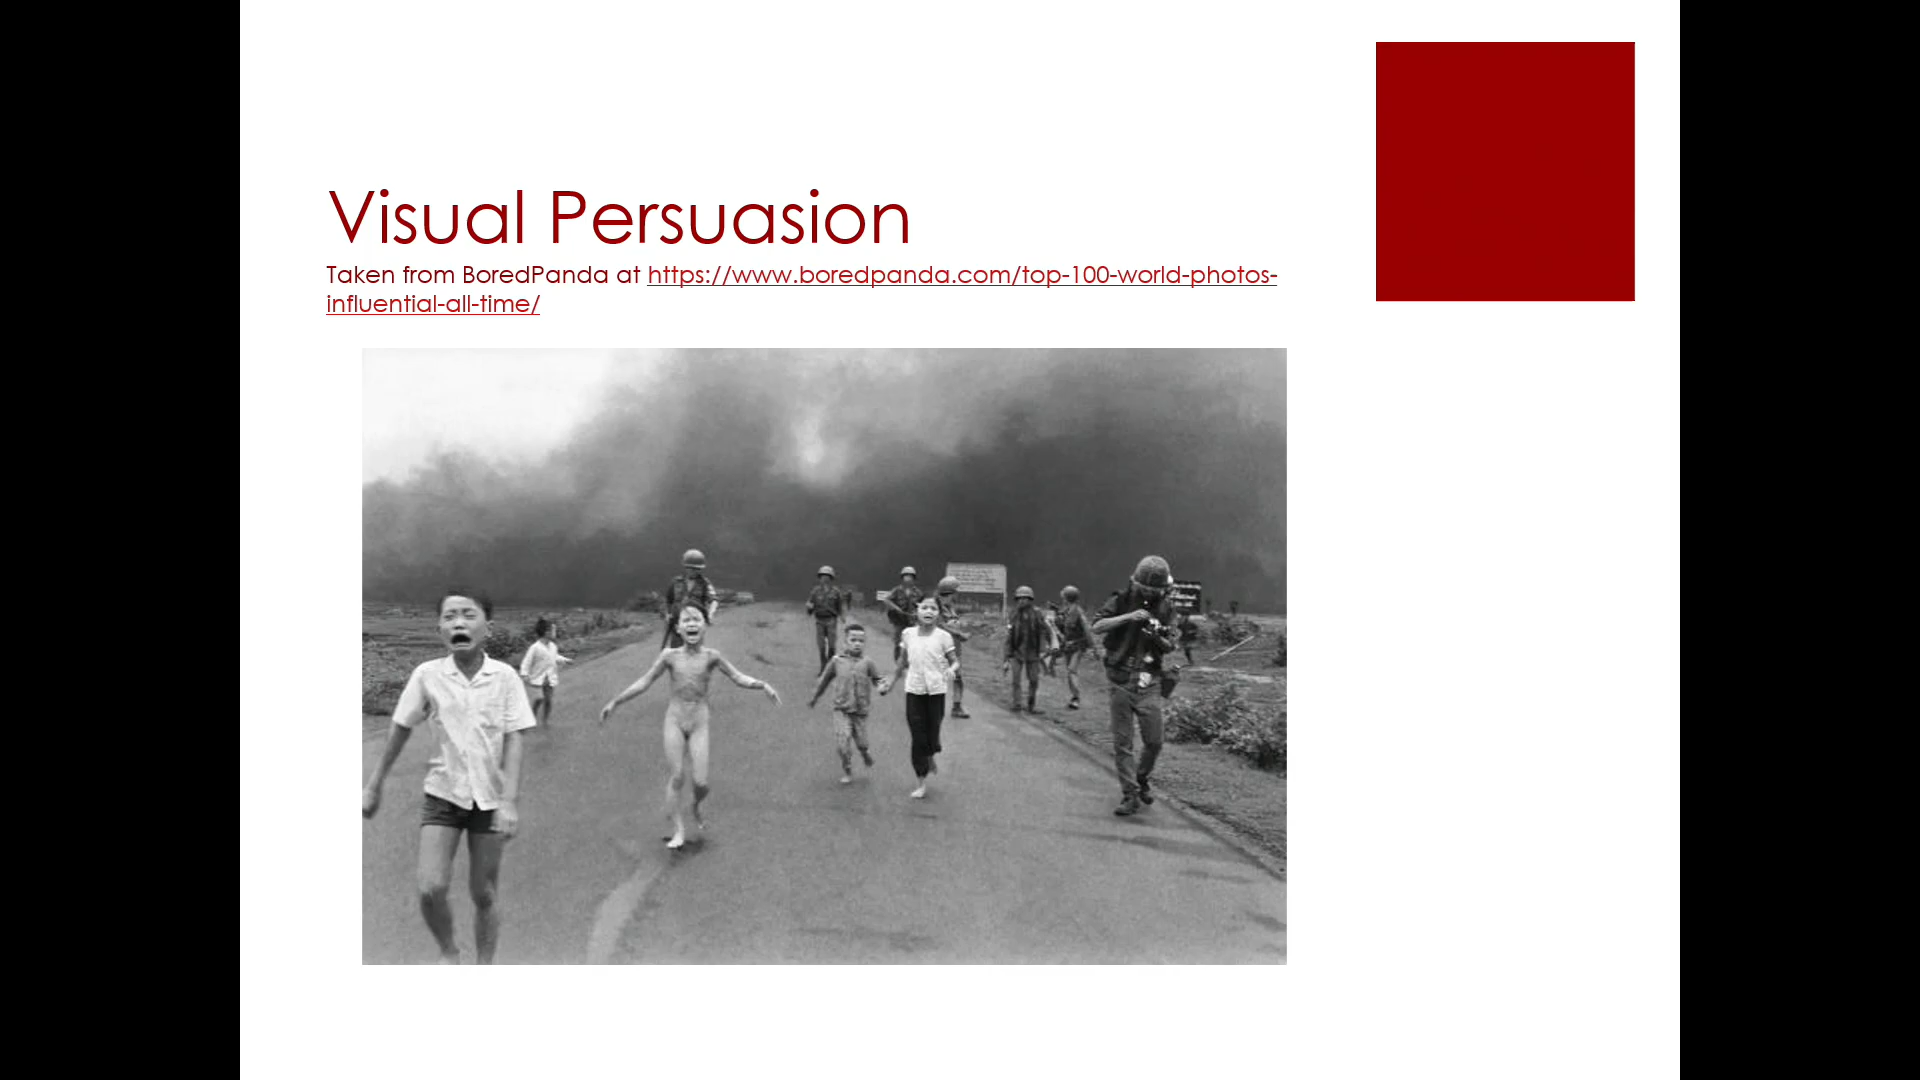 Visual Persuasion
Taken from BoredPanda at https://www.boredpanda.com/top-100-world-photos-
influential-all-time/